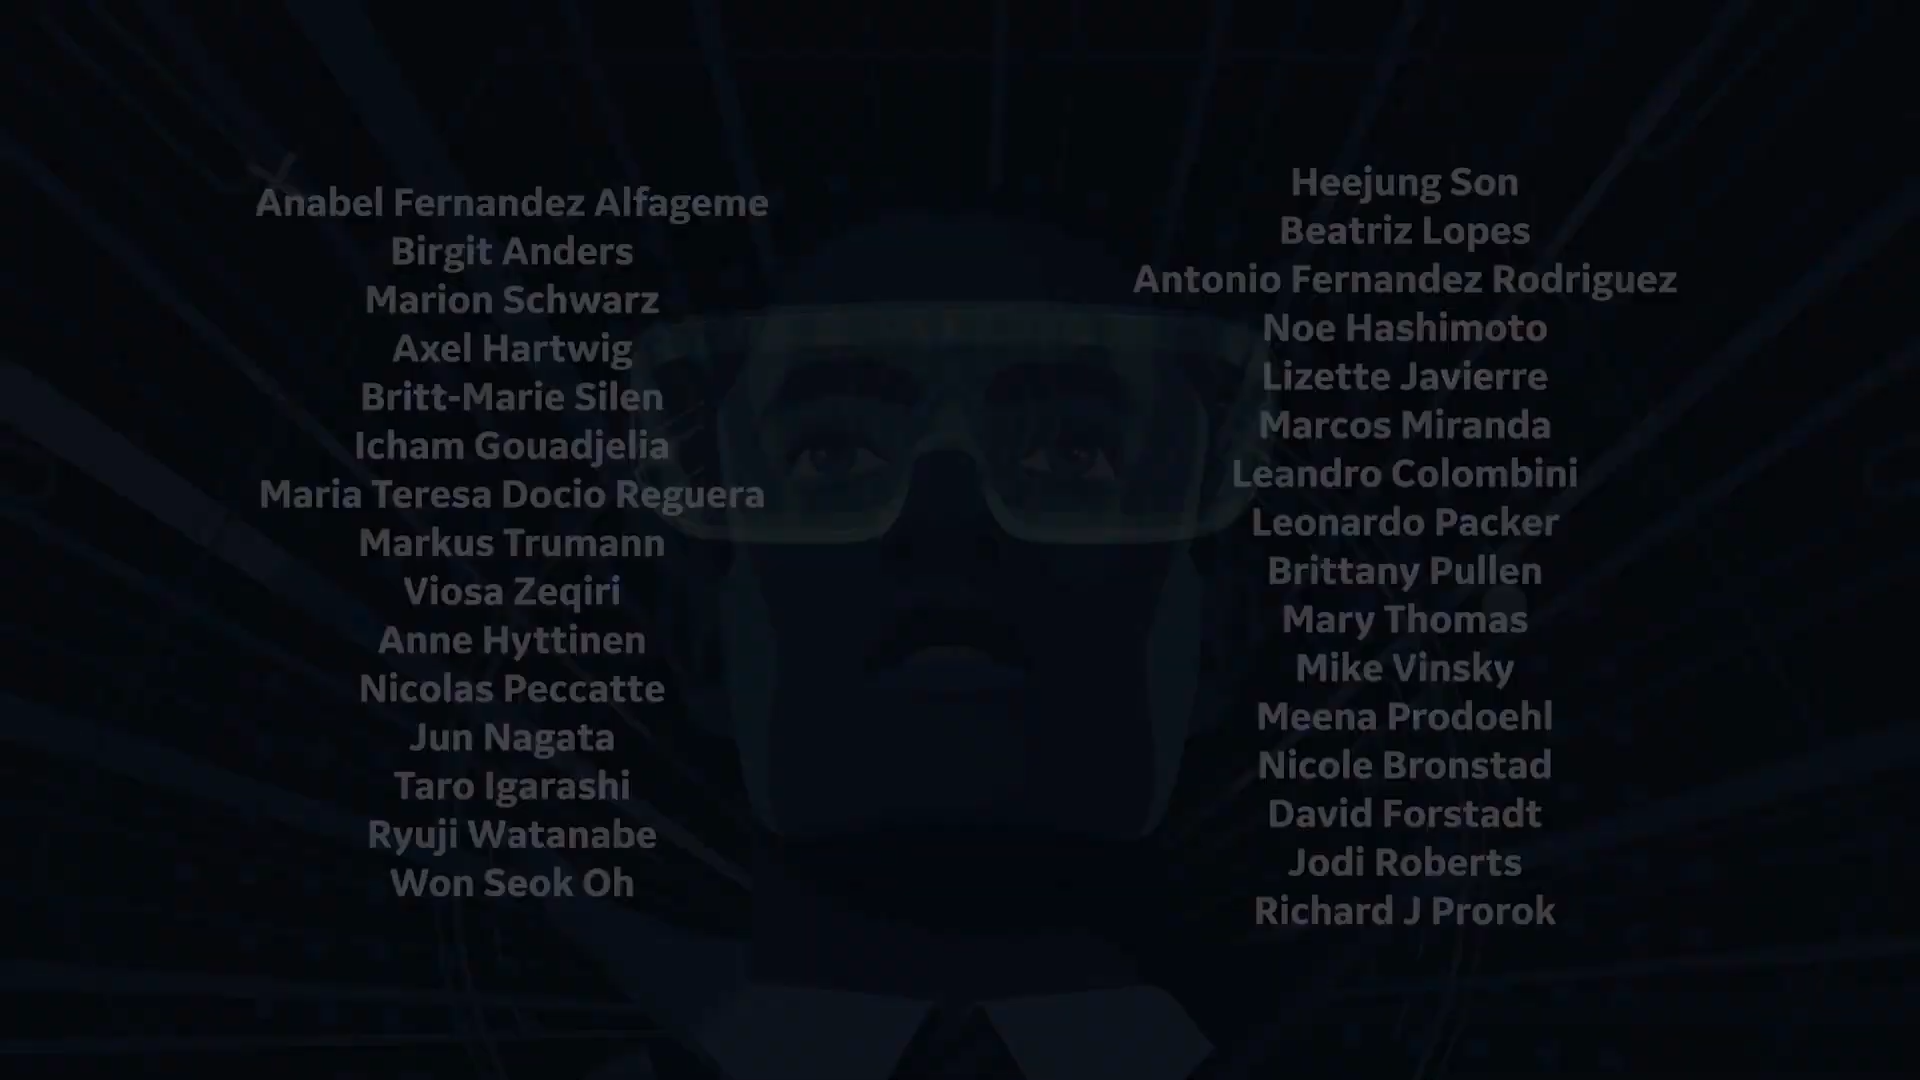 Anabel Fernandez Alfageme
Birgit Anders
Marion Schwarz
Axel Hartwig
Britt-Marie Silen
Icham Gouadjelia
Maria Teresa Docio Reguera
Markus Trumann
Viosa Zeqiri
Anne Hyttinen
Nicolas Peccatte
Jun Nagata
Taro Igarashi
Ryuji Watanabe
Won Seok Oh
Heejung Son
Beatriz Lopes
Antonio Fernandez Rodriguez
Noe Hashimoto
Lizette Javierre
Marcos Miranda
Leandro Colombini
Leonardo Packer
Brittany Pullen
Mary Thomas
Mike Vinsky
Meena Prodoehl
Nicole Bronstad
David Forstadt
Jodi Roberts
Richard J Prorok